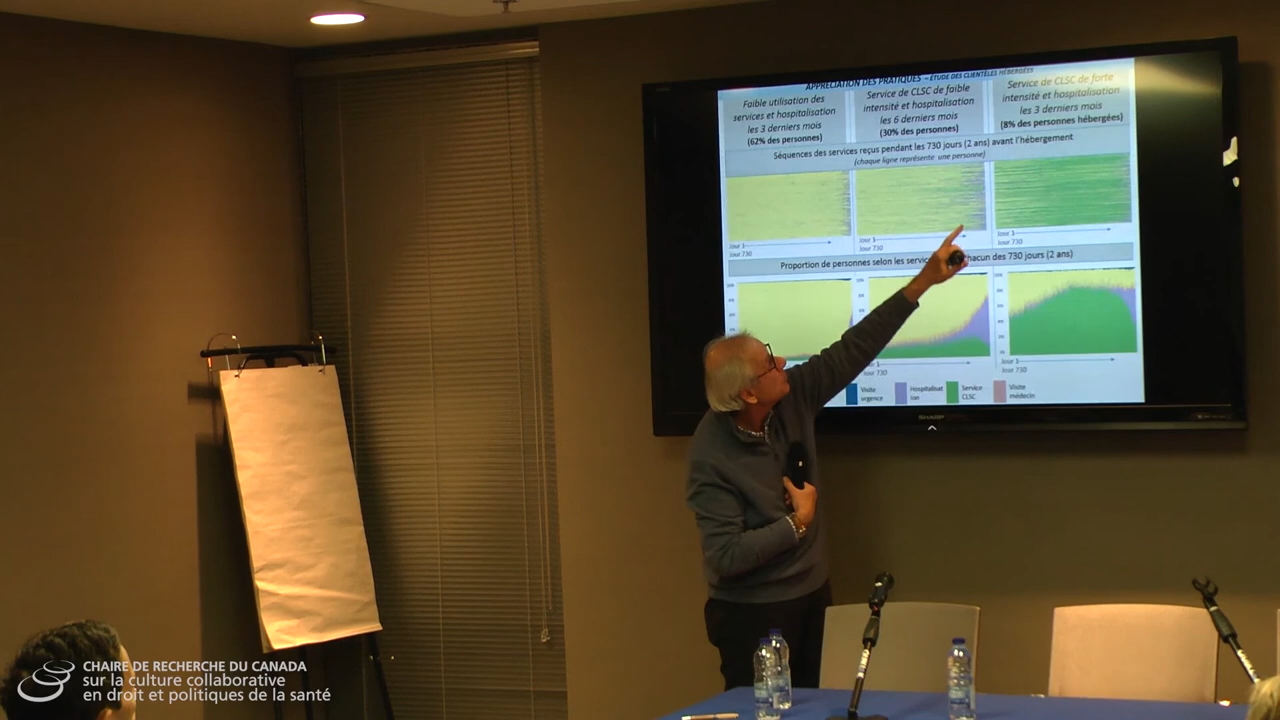 APPRÉCIATION DES PRATIQUES – ÉTUDE DES CLIENTÈLES HÉBERGÉES
Faible utilisation des
services et hospitalisation
les 3 derniers mois
(62% des personnes)
Service de CLSC de faible
intensité et hospitalisation
les 6 derniers mois
(30% des personnes)
Service de CLSC de forte
intensité et hospitalisation
les 3 derniers mois
(8% des personnes hébergées)
Séquences des services reçus pendant les 730 jours (2 ans) avant l'hébergement
(chaque ligne représente une personne)
Jour 1
Jour 730
Jour 1
Jour 730
Jour 1
Jour 730
Proportion de personnes selon les servic chacun des 730 jours (2 ans)
Jour 730
Jour 1
Jour 730
Visite
urgence
Hospitalisat
ion
Service
CLSC
Visite
médecin
SHARP
CHAIRE DE RECHERCHE DU CANADA
sur la culture collaborative
en droit et politiques de la santé